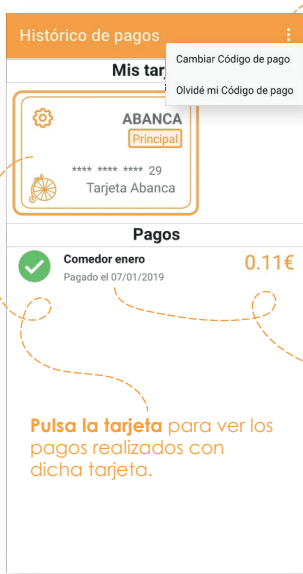 Histórico de pagos
Cambiar Código de pago
Olvidé mi Código de pago
Mis tar
ABANCA
Principal
**** **** **** 29
Tarjeta Abanca
Pagos
Comedor enero
0.11€
Pagado el 07/01/2019
Pulsa la tarjeta para ver los
pagos realizados con
dicha tarjeta.